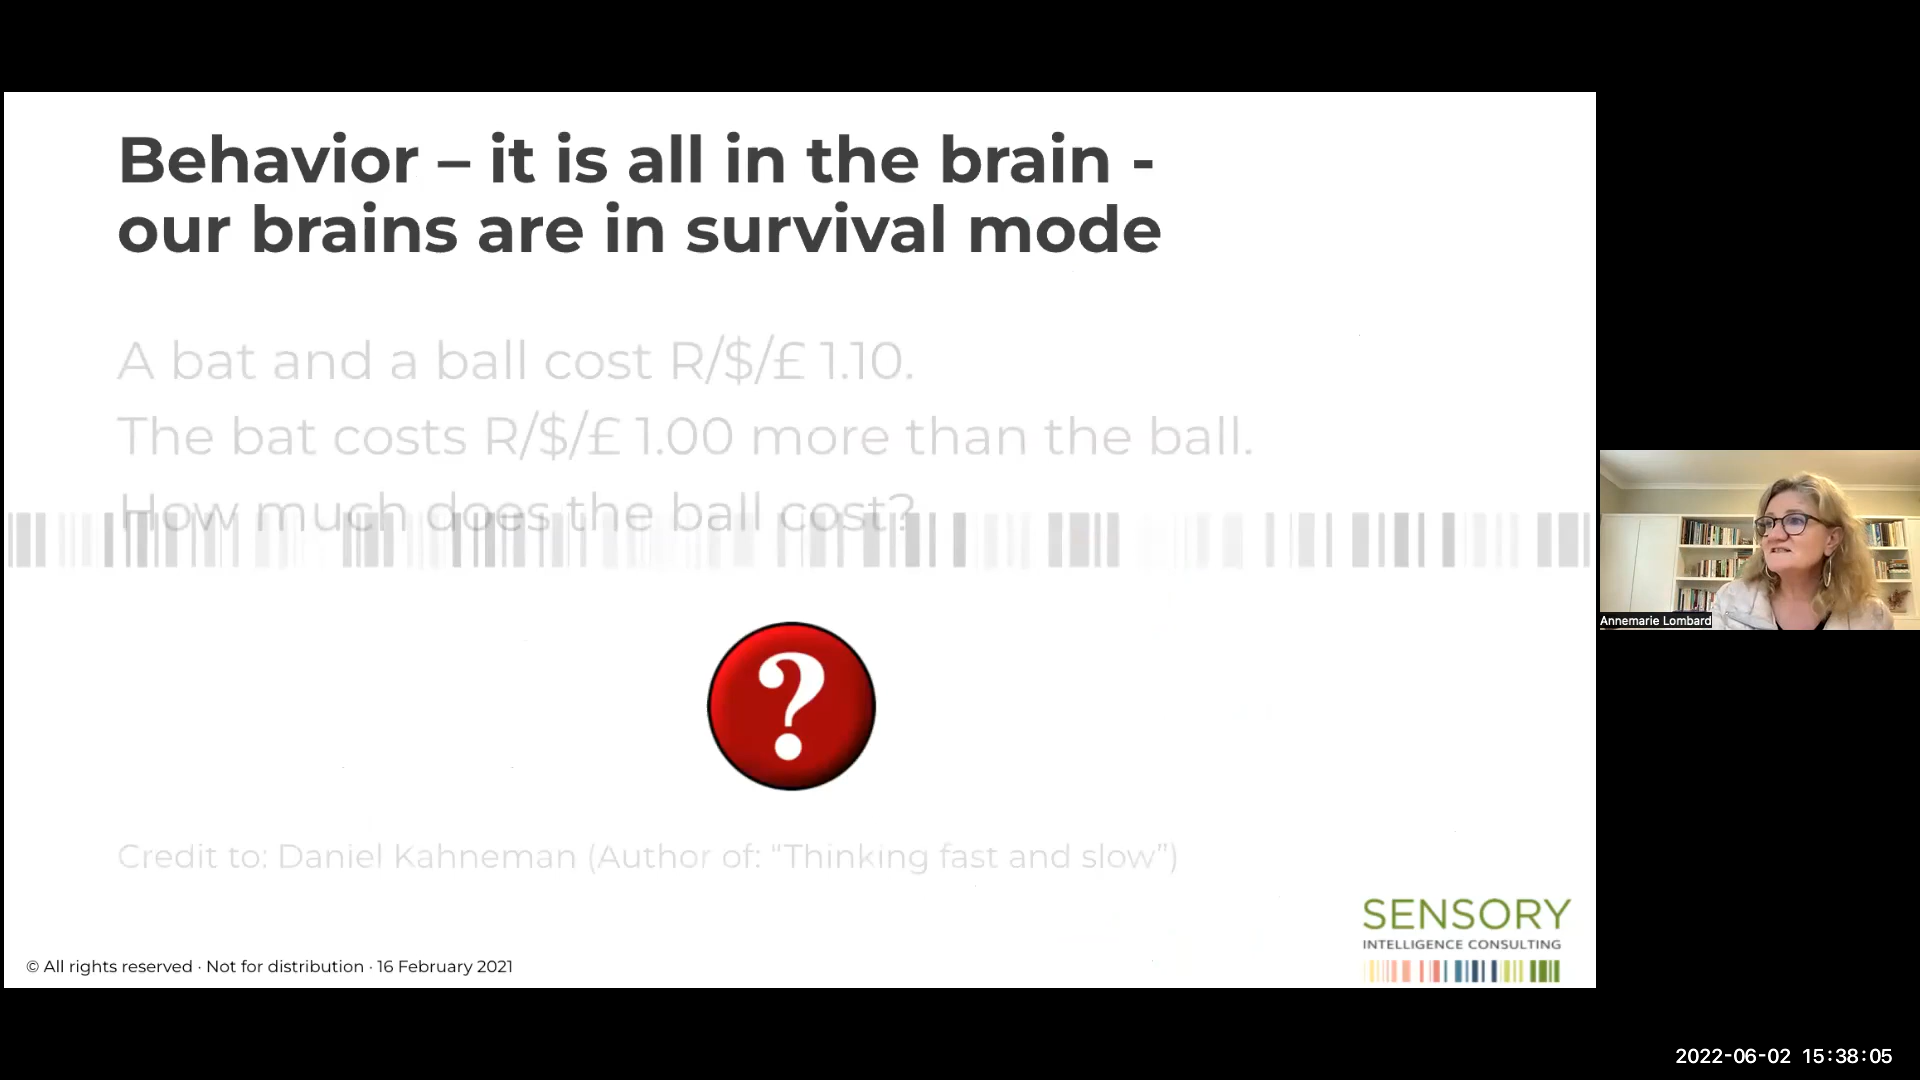 Behavior – it is all in the brain -
our brains are in survival mode
A bat and a ball cost R/$/£ 1.10.
The bat costs R/$/£ 1.00 more than the ball.
How much does the ball cost?
?
Credit to: Daniel Kahneman (Author of: “Thinking fast and slow”)
SENSORY
INTELLIGENCE CONSULTING
© All rights reserved · Not for distribution · 16 February 2021
Annemarie Lombard
2022-06-02 15:38:05